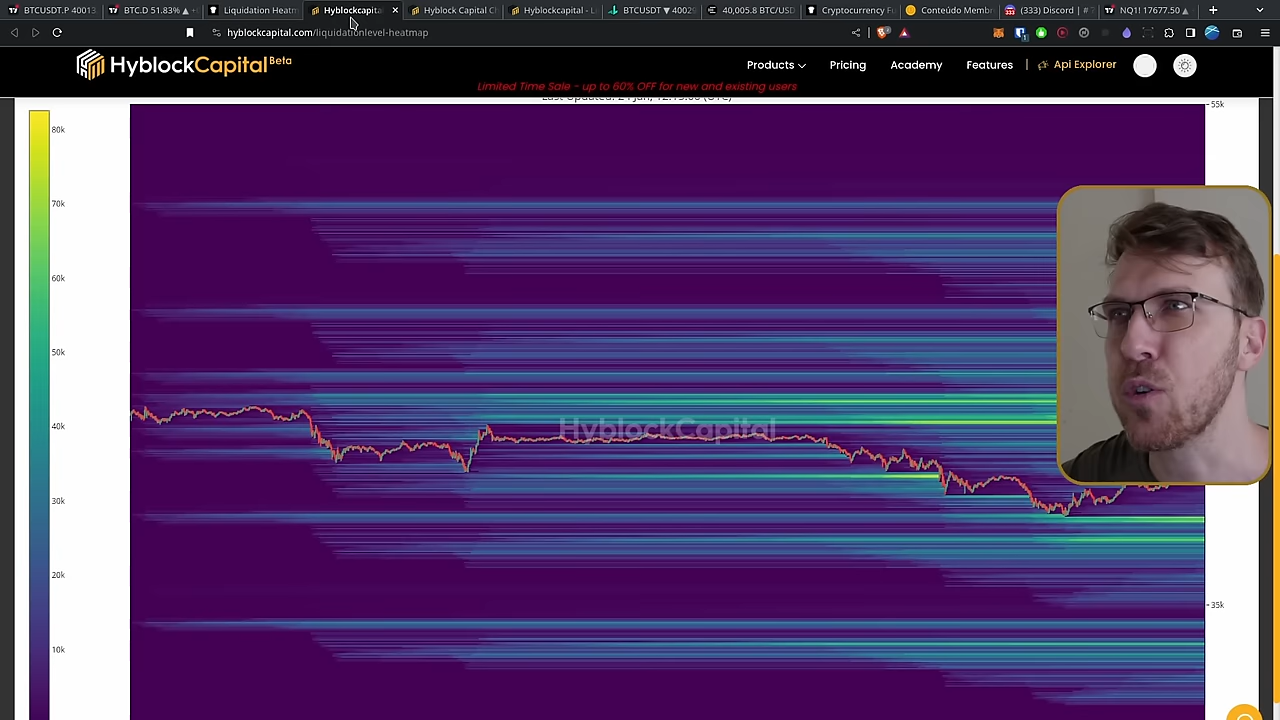 BTCUSDT.P 40013
BTC.D 51.83% ▲
Liquidation Heatm
Hyblockcapita
Hyblock Capital C
Hyblockcapital - L
BTCUSDT ▼ 4002
40,005.8 BTC/USD
Cryptocurrency Fu
Conteúdo Memb
(333) Discord | #
NQ1! 17677.50 ▲
hyblockcapital.com/liquidationlevel-heatmap
HyblockCapital Beta
Products
Pricing
Academy
Features
Api Explorer
Limited Time Sale - up to 60% OFF for new and existing users
80k
70k
60k
50k
40k
30k
20k
10k
55k
35k
HyblockCapital